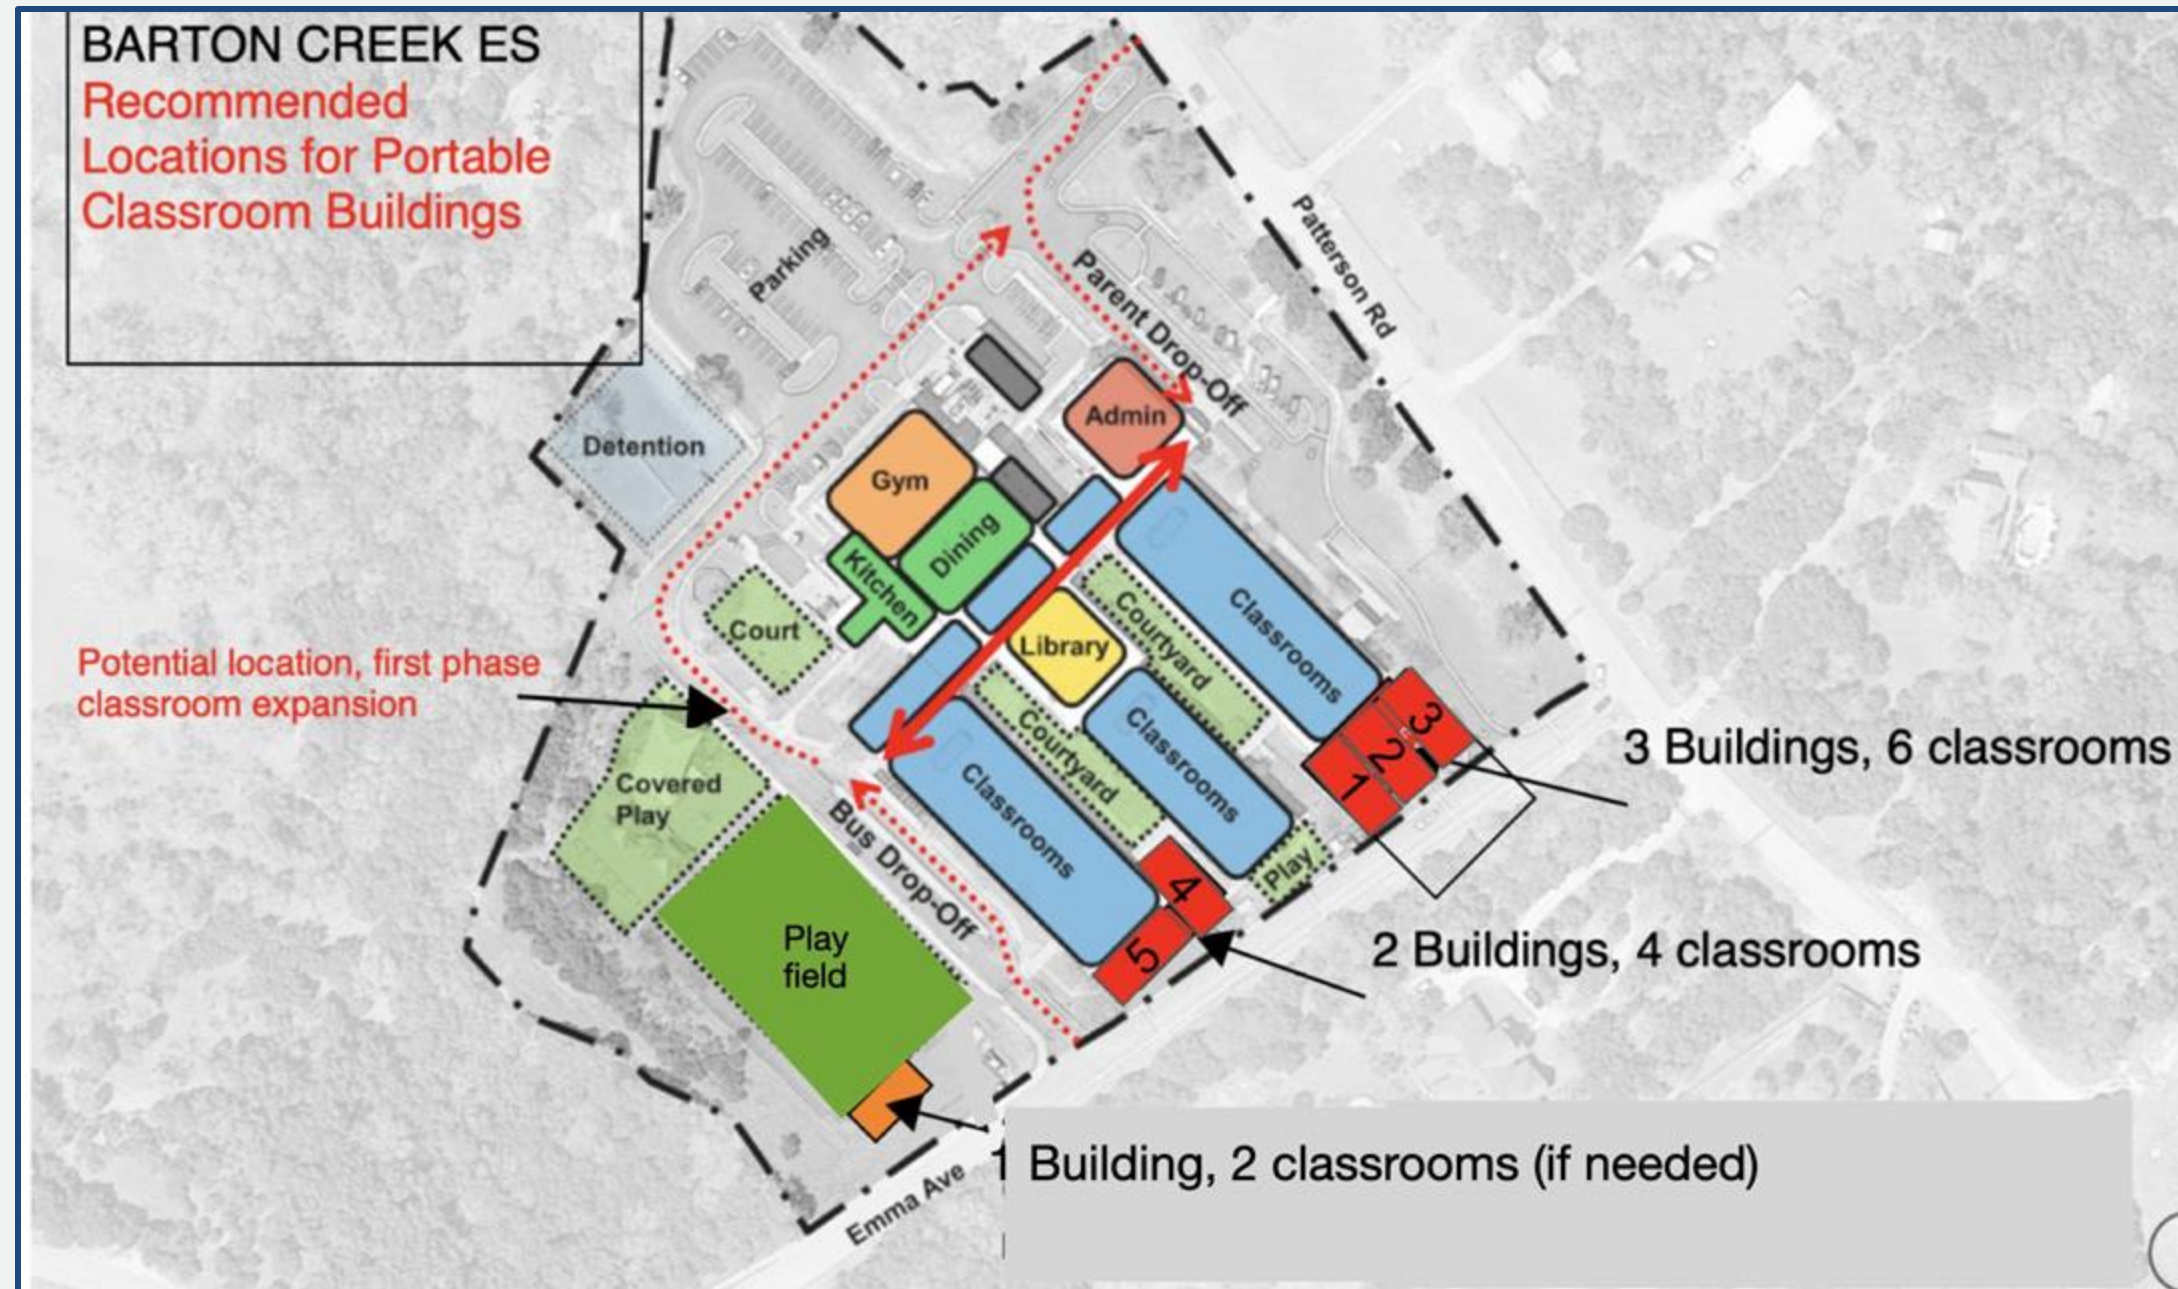 BARTON CREEK ES
Recommended
Locations for Portable
Classroom Buildings
Parking
Patterson Rd
Parent Drop-Off
Admin
Detention
Gym
Dining
Kitchen
Court
Library
Courtyard
Classrooms
Potential location, first phase
classroom expansion
Courtyard
Classrooms
Classrooms
3
2
1
3 Buildings, 6 classrooms
Covered
Play
Bus Drop-Off
Play
4
5
2 Buildings, 4 classrooms
Play
field
1 Building, 2 classrooms (if needed)
Emma Ave